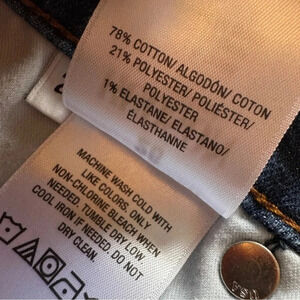 78% COTTON/ ALGODÓN/ COTON
21% POLYESTER/ POLIÉSTER/
POLYESTER
1% ELASTANE/ ELASTANO/
ÉLASTHANNE
MACHINE WASH COLD WITH
LIKE COLORS ONLY
NON-CHLORINE BLEACH WHEN
NEEDED. TUMBLE DRY LOW.
COOL IRON IF NEEDED. DO NOT
DRY CLEAN.